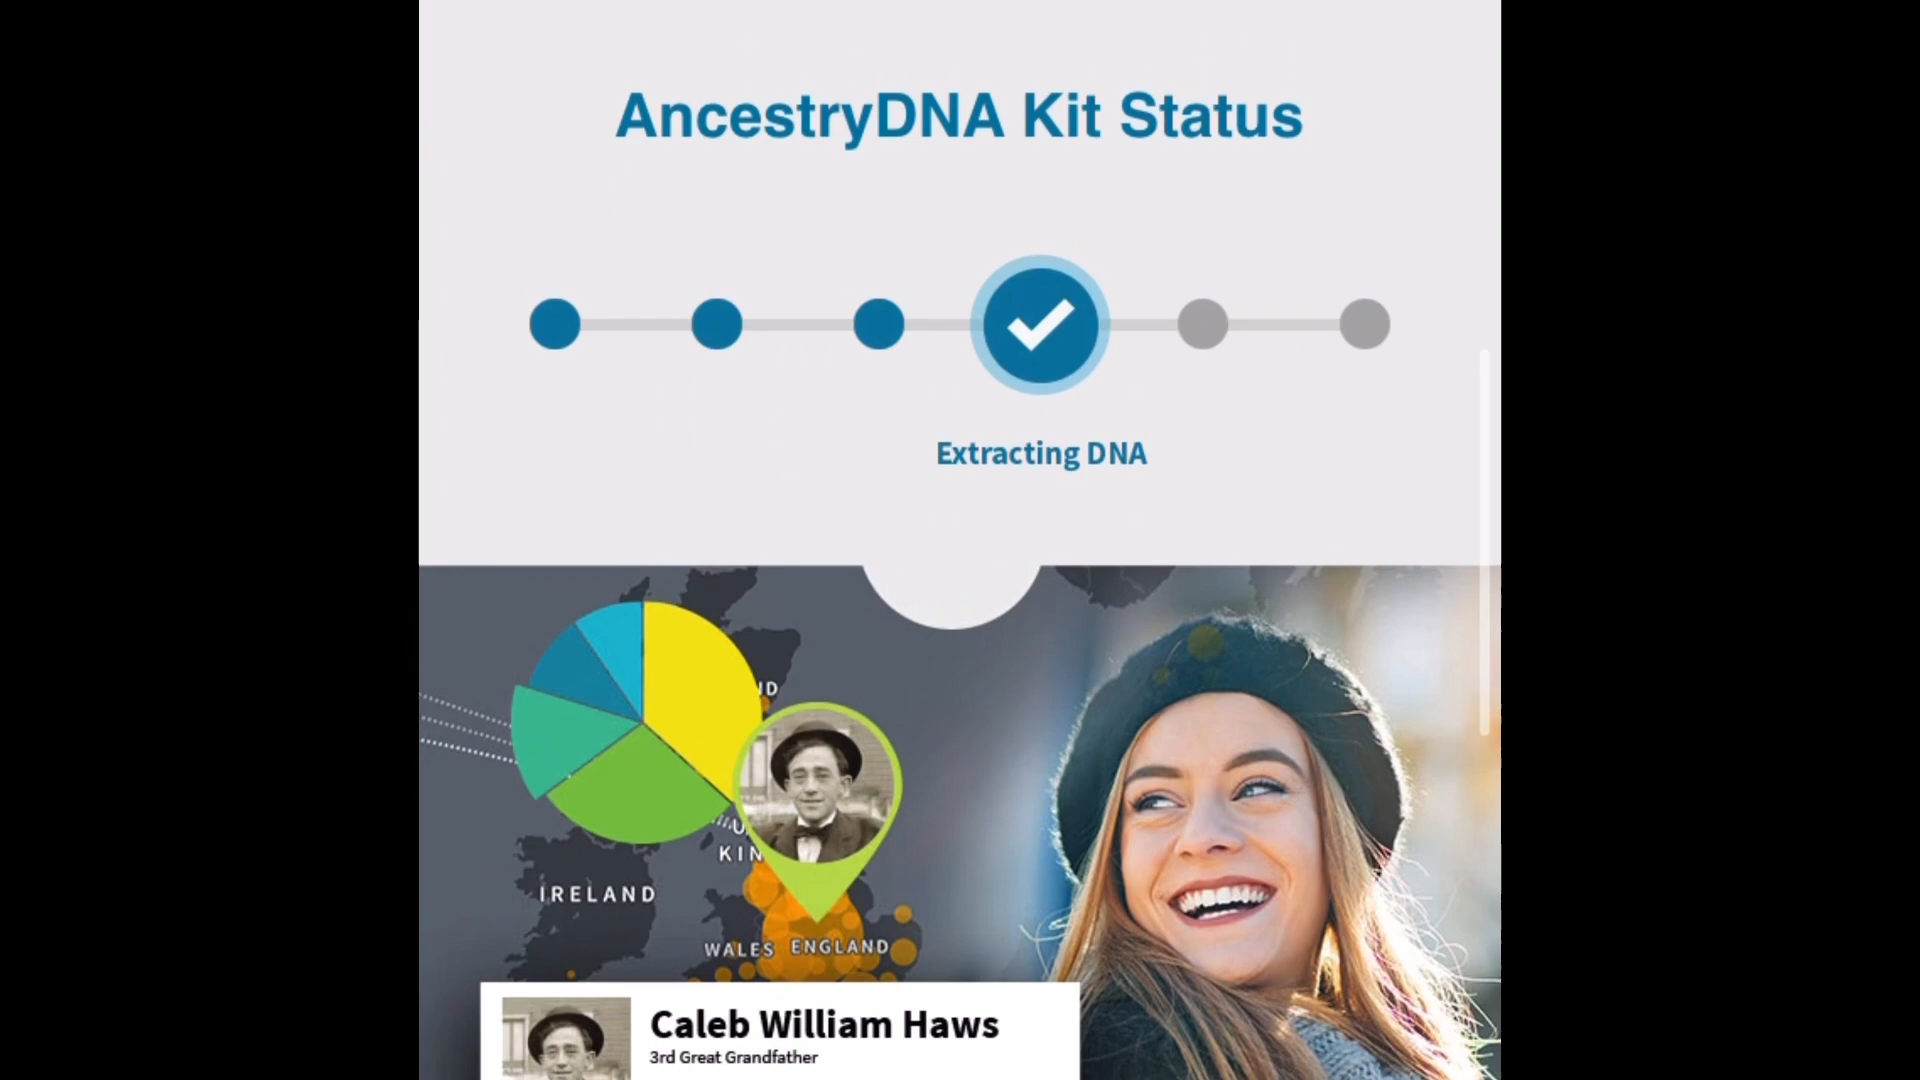 AncestryDNA Kit Status
Extracting DNA
IRELAND
WALES ENGLAND
Caleb William Haws
3rd Great Grandfather